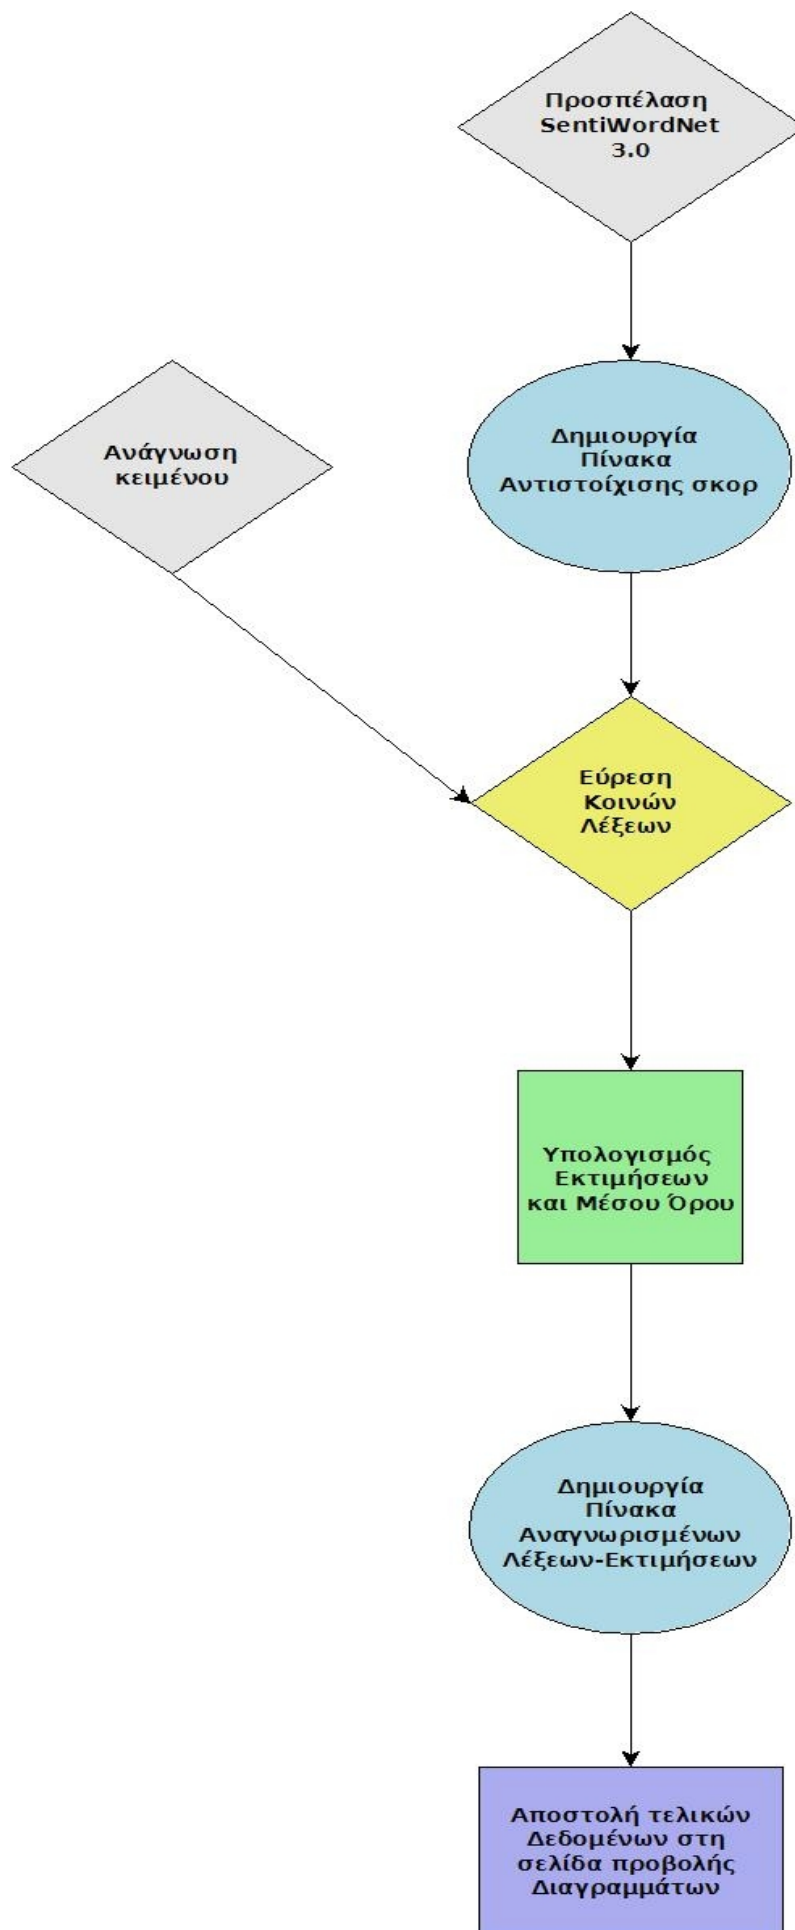 Προσπέλαση
SentiWordNet
3.0
Ανάγνωση
κειμένου
Δημιουργία
Πίνακα
Αντιστοίχισης σκορ
Εύρεση
Κοινών
Λέξεων
Υπολογισμός
Εκτιμήσεων
και Μέσου Όρου
Δημιουργία
Πίνακα
Αναγνωρισμένων
Λέξεων-Εκτιμήσεων
Αποστολή τελικών
Δεδομένων στη
σελίδα προβολής
Διαγραμμάτων